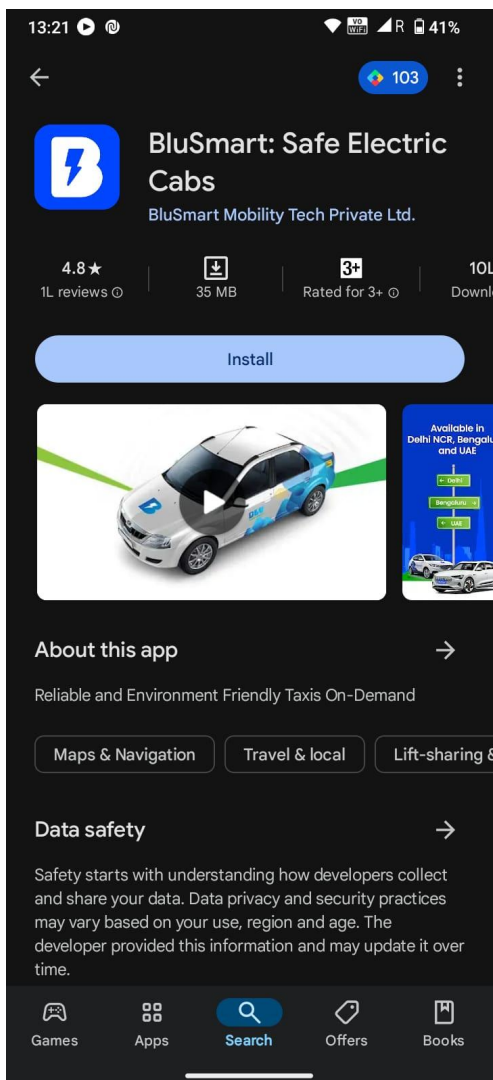 13:21
VO
WiFi
R
41%
103
BluSmart: Safe Electric
Cabs
BluSmart Mobility Tech Private Ltd.
4.8★
1L reviews
35 MB
3+
Rated for 3+
10L
Downl
Install
Available in
Delhi NCR, Bengalu
and UAE
← Delhi
Bengaluru →
← UAE
About this app
Reliable and Environment Friendly Taxis On-Demand
Maps & Navigation
Travel & local
Lift-sharing &
Data safety
Safety starts with understanding how developers collect
and share your data. Data privacy and security practices
may vary based on your use, region and age. The
developer provided this information and may update it over
time.
Games
Apps
Search
Offers
Books